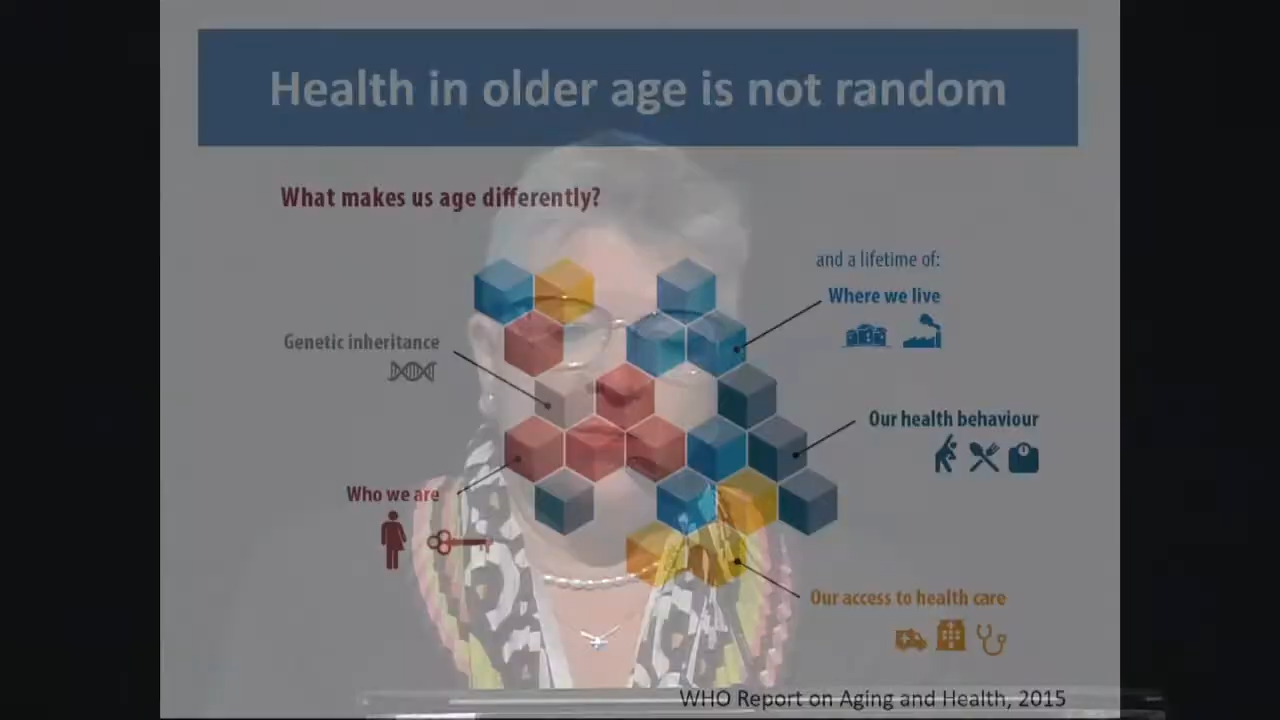 Health in older age is not random
What makes us age differently?
and a lifetime of:
Where we live
Genetic inheritance
Our health behaviour
Who we are
Our access to health care
WHO Report on Aging and Health, 2015